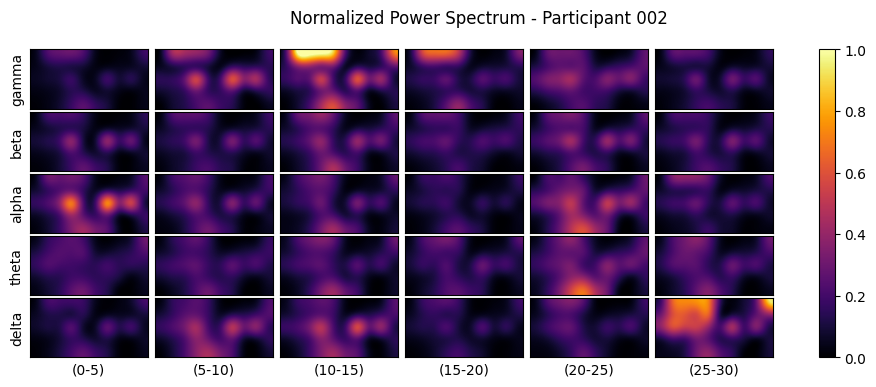 Normalized Power Spectrum - Participant 002
gamma
beta
alpha
theta
delta
(0-5) (5-10) (10-15) (15-20) (20-25) (25-30)
1.0
0.8
0.6
0.4
0.2
0.0